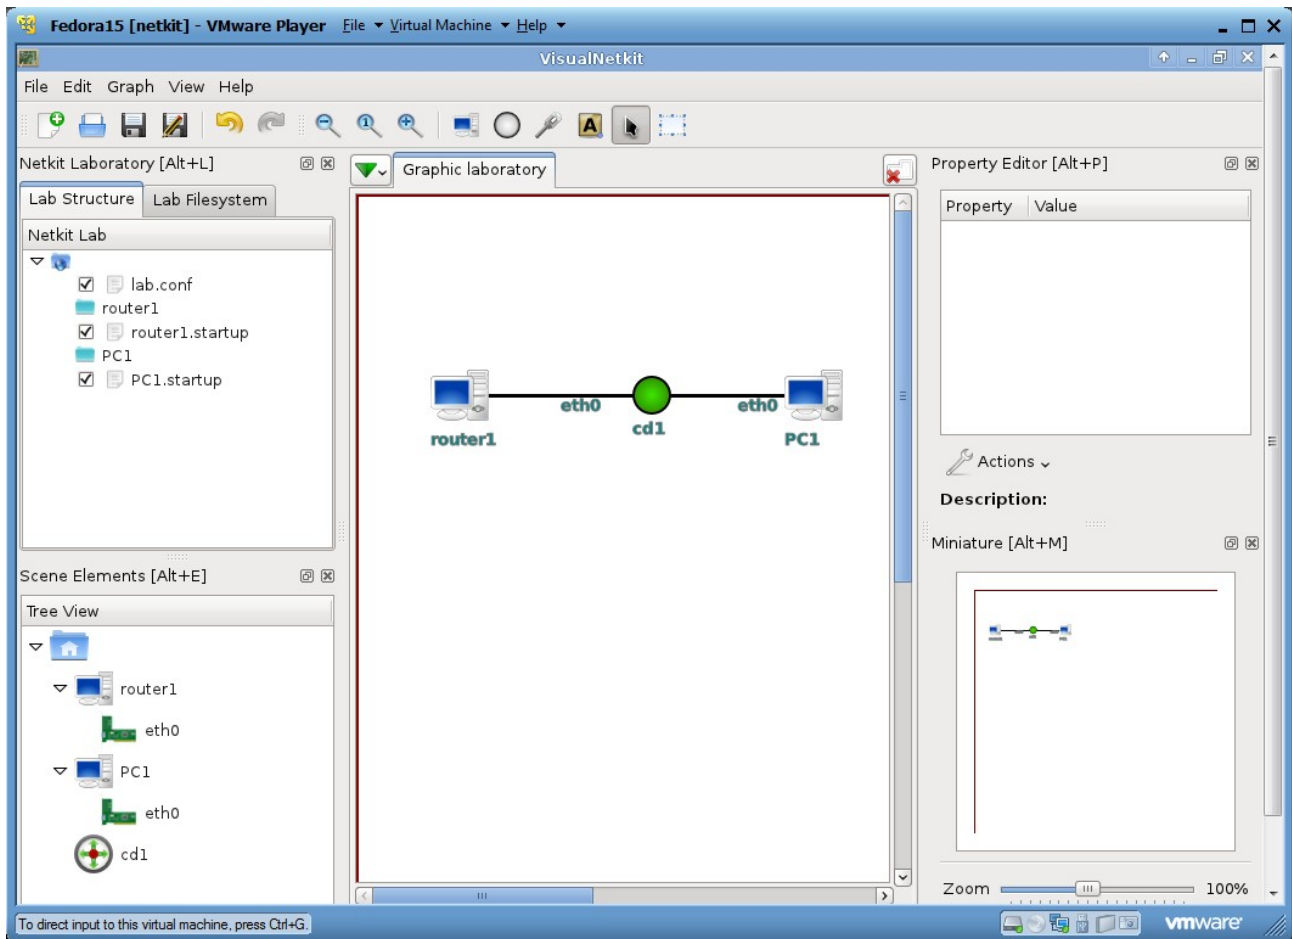 Fedora15 [netkit] - VMware Player File Virtual Machine Help
VisualNetkit
File Edit Graph View Help
1
A
Netkit Laboratory [Alt+L]
Lab Structure Lab Filesystem
Netkit Lab
lab.conf
router1
router1.startup
PC1
PC1.startup
Scene Elements [Alt+E]
Tree View
router1
eth0
PC1
eth0
cd1
Graphic laboratory
eth0
eth0
router1
cd1
PC1
Property Editor [Alt+P]
Property Value
Actions
Description:
Miniature [Alt+M]
Zoom 100%
To direct input to this virtual machine, press Ctrl+G.
vmware